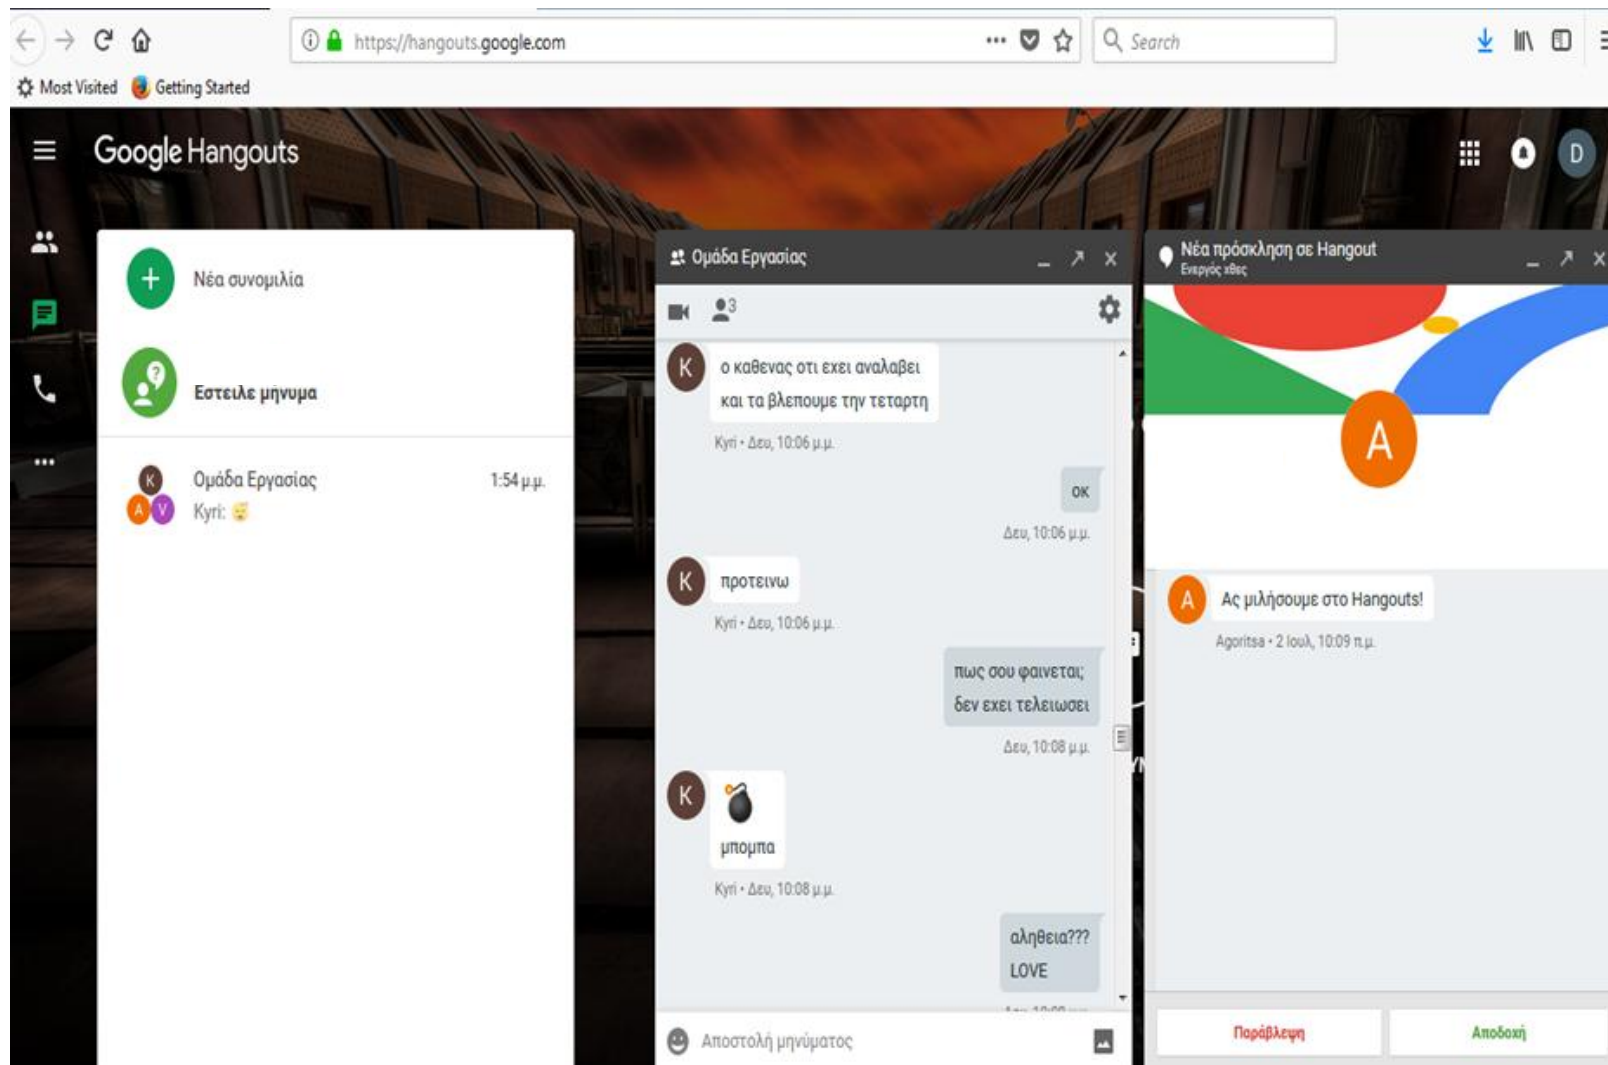 https://hangouts.google.com
Search
Most Visited
Getting Started
Google Hangouts
D
Νέα συνομιλία
Εστειλε μήνυμα
Ομάδα Εργασίας
1:54 μ.μ.
K
A V
Kyri:
Ομάδα Εργασίας
3
K
ο καθενας οτι εχει αναλαβει
και τα βλεπουμε την τεταρτη
Kyri • Δευ, 10:06 μ.μ.
οκ
Δευ, 10:06 μ.μ.
K
προτεινω
Kyri • Δευ, 10:06 μ.μ.
πως σου φαινεται;
δεν εχει τελειωσει
Δευ, 10:08 μ.μ.
K
μπομπα
Kyri • Δευ, 10:08 μ.μ.
αληθεια???
LOVE
Αποστολή μηνύματος
Νέα πρόσκληση σε Hangout
Ενεργός χθες
A
A
Ας μιλήσουμε στο Hangouts!
Agoritsa • 2 Ιουλ, 10:09 π.μ.
Παράβλεψη
Αποδοχή